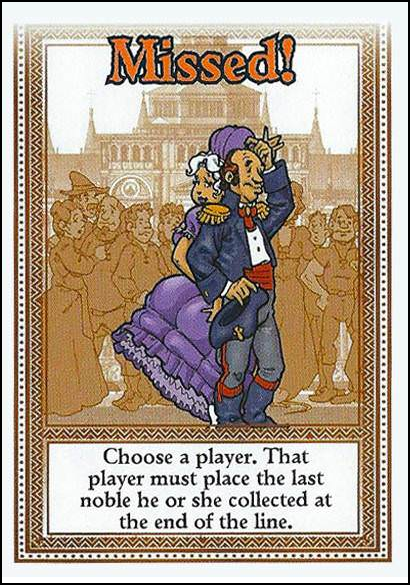 Missed!
Choose a player. That
player must place the last
noble he or she collected at
the end of the line.